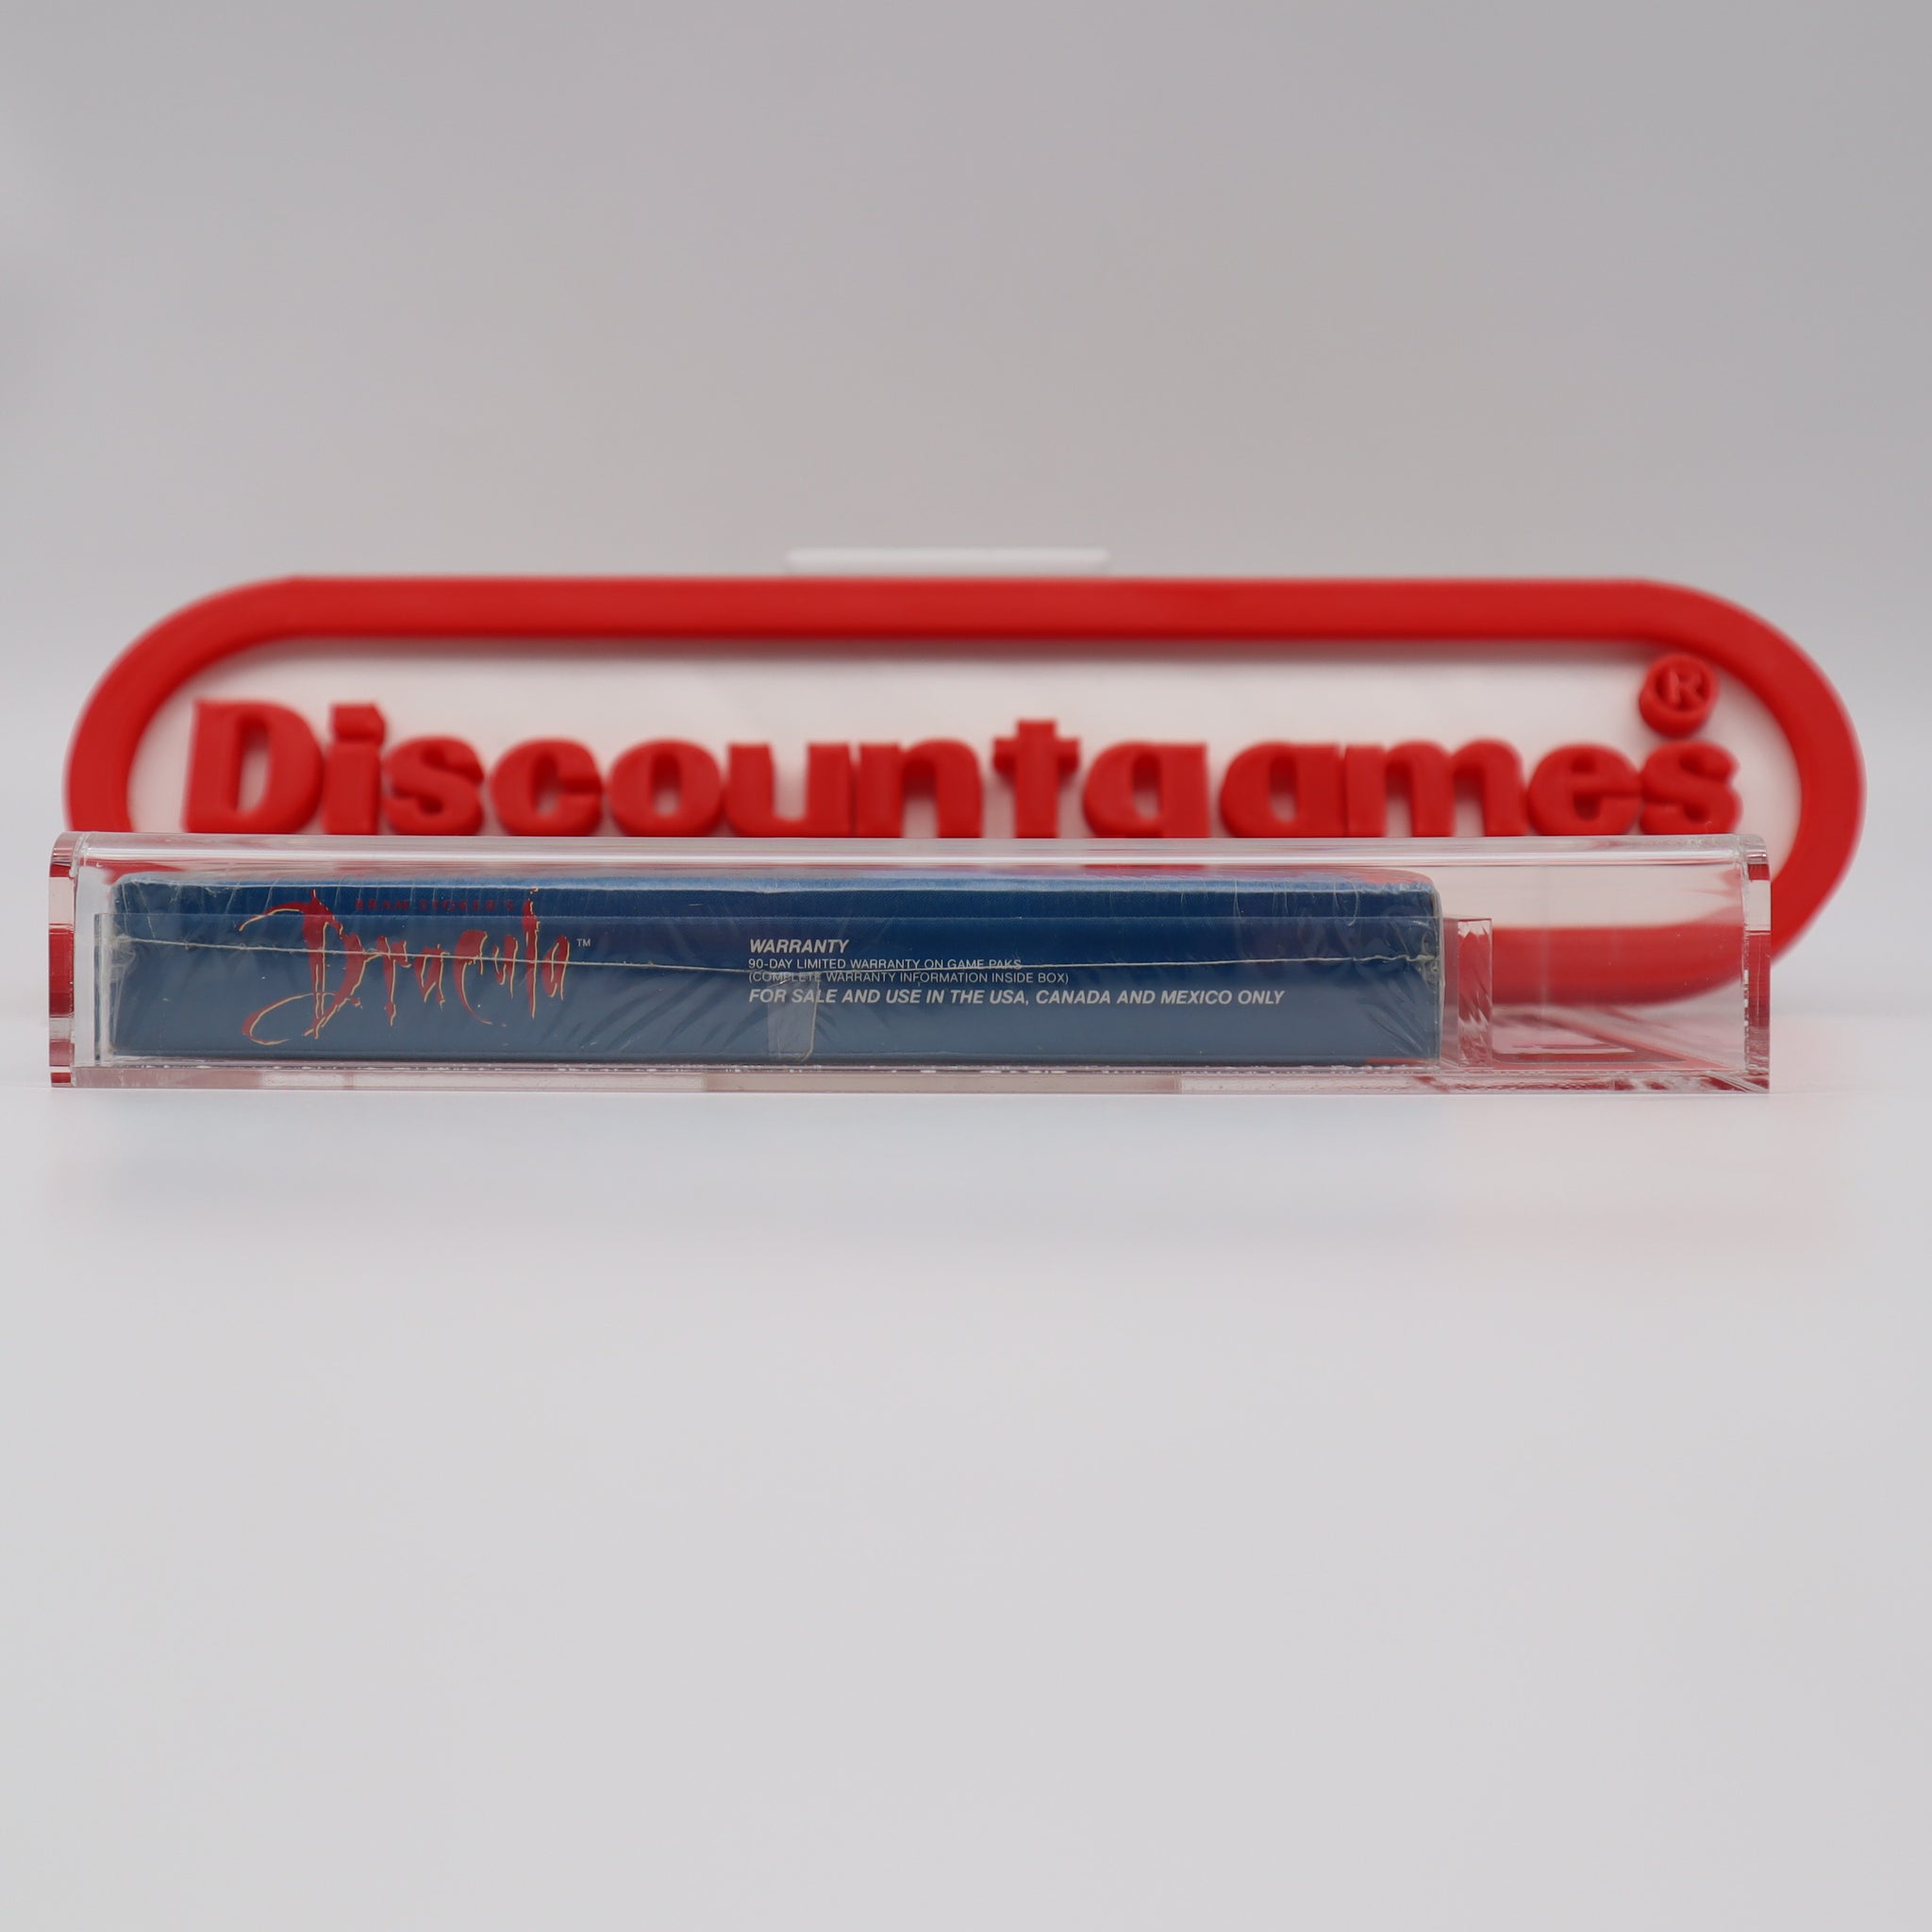 Discountgames®
BRAM STOKER'S
Dracula™
WARRANTY
90-DAY LIMITED WARRANTY ON GAME PAKS
(COMPLETE WARRANTY INFORMATION INSIDE BOX)
FOR SALE AND USE IN THE USA, CANADA AND MEXICO ONLY